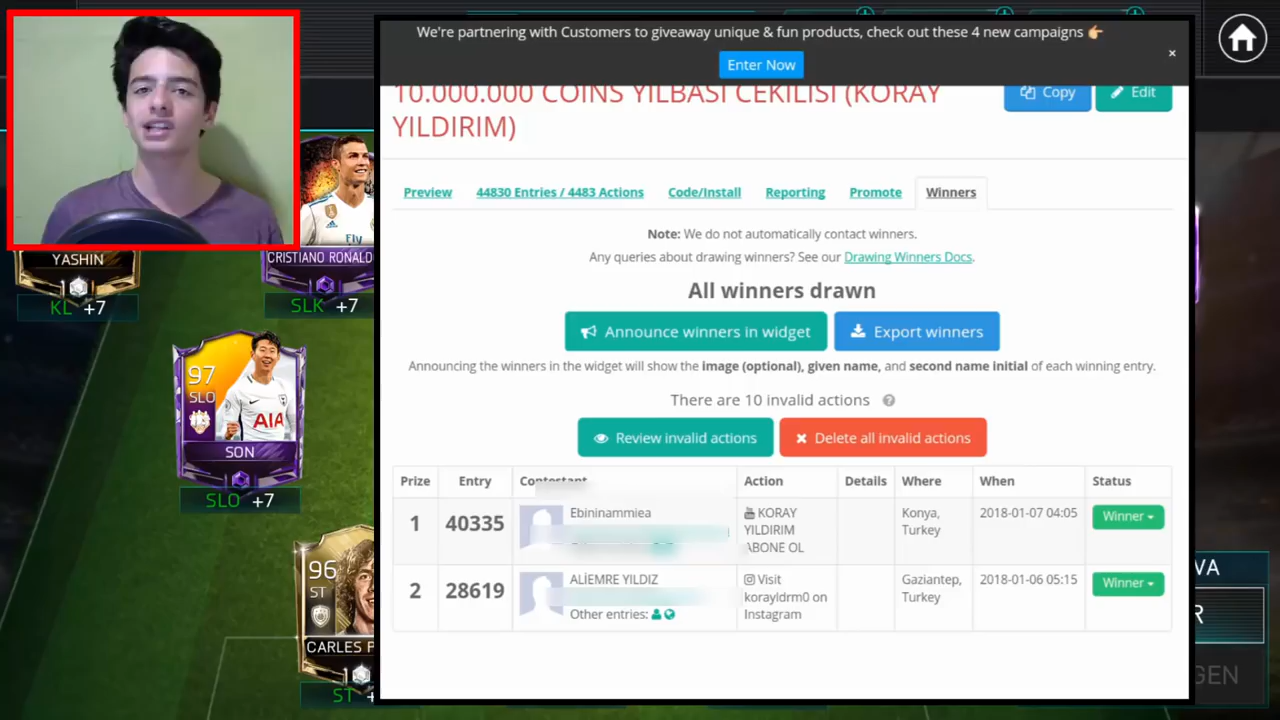 We're partnering with Customers to giveaway unique & fun products, check out these 4 new campaigns 👉
Enter Now
×
10.000.000 COINS YILBASI CEKILISI (KORAY
YILDIRIM)
Copy
Edit
Preview
44830 Entries / 4483 Actions
Code/Install
Reporting
Promote
Winners
Note: We do not automatically contact winners.
Any queries about drawing winners? See our Drawing Winners Docs.
All winners drawn
Announce winners in widget
Export winners
Announcing the winners in the widget will show the image (optional), given name, and second name initial of each winning entry.
There are 10 invalid actions
Review invalid actions
Delete all invalid actions
Prize Entry Contestant Action Details Where When Status
1 40335 Ebininammiea
KORAY
YILDIRIM
ABONE OL
Konya,
Turkey
2018-01-07 04:05
Winner
2 28619 ALİEMRE YILDIZ
Other entries:
Visit
korayldrm0 on
Instagram
Gaziantep,
Turkey
2018-01-06 05:15
Winner
YASHIN
KL +7
Fly
CRISTIANO RONALD
SLK +7
97
SLO
AIA
SON
SLO +7
96
ST
CARLES P
ST +
VA
R
GEN